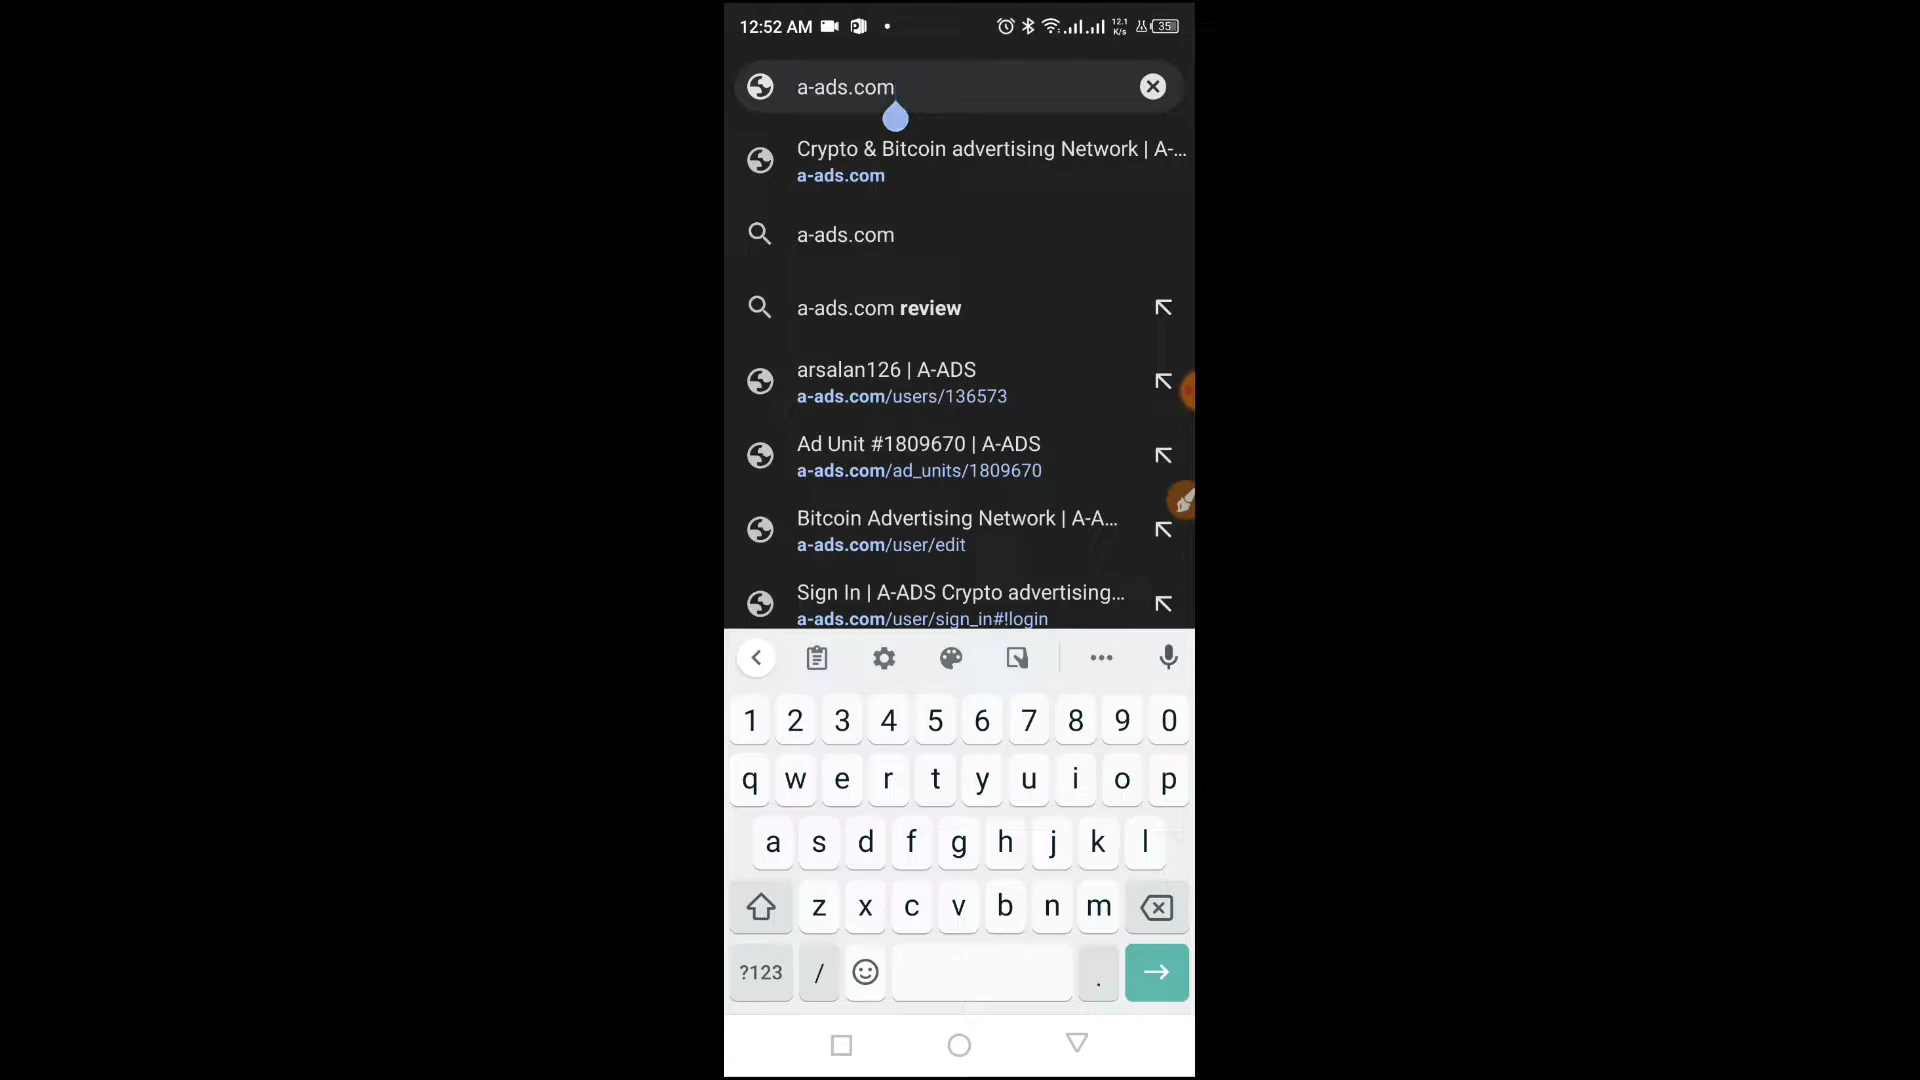 12:52 AM
12.1
K/s
35
a-ads.com
Crypto & Bitcoin advertising Network | A-...
a-ads.com
a-ads.com
a-ads.com review
arsalan126 | A-ADS
a-ads.com/users/136573
Ad Unit #1809670 | A-ADS
a-ads.com/ad_units/1809670
Bitcoin Advertising Network | A-A...
a-ads.com/user/edit
Sign In | A-ADS Crypto advertising...
a-ads.com/user/sign_in#!login
1 2 3 4 5 6 7 8 9 0
q w e r t y u i o p
a s d f g h j k l
z x c v b n m
?123 / .